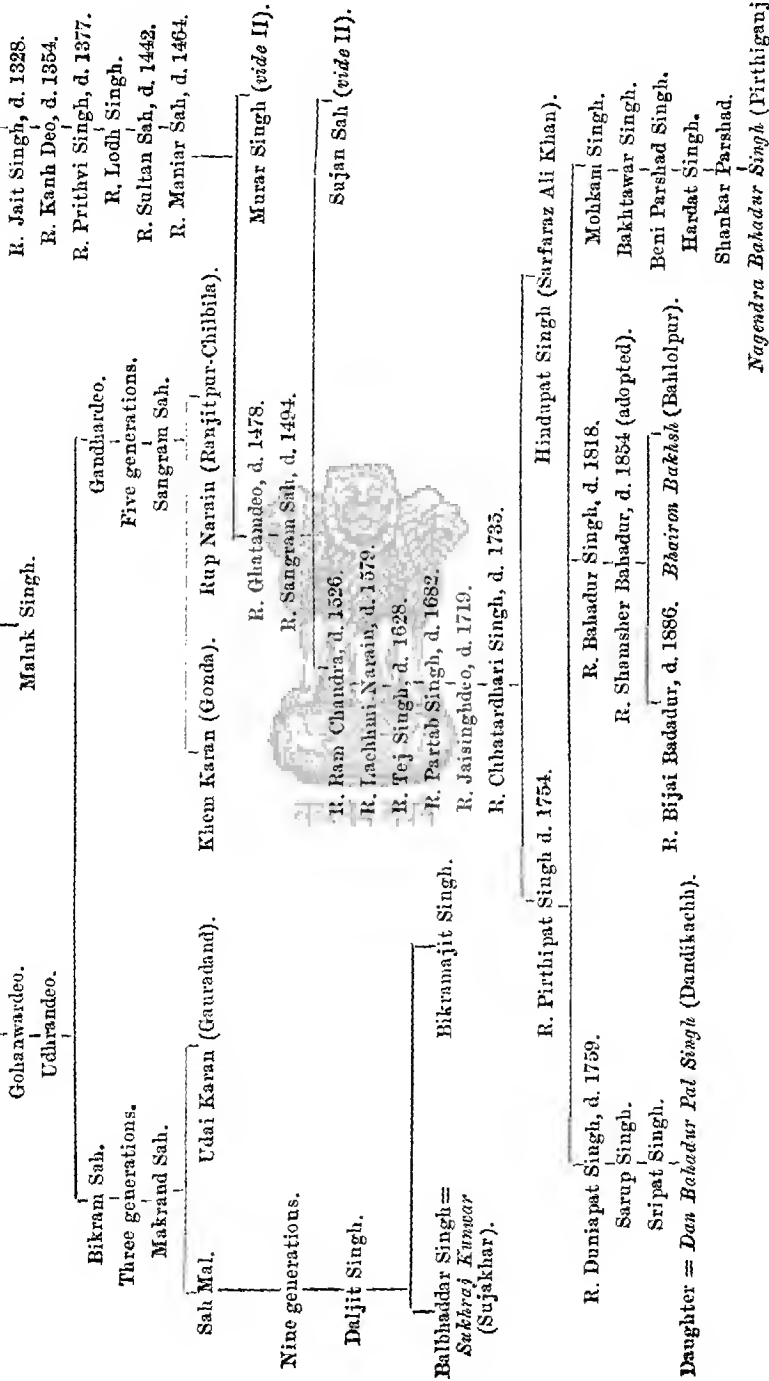 Gohanwardeo.
Udhrandeo.
Maluk Singh.
R. Jait Singh, d. 1328.
R. Kanh Deo, d. 1354.
R. Prithvi Singh, d. 1377.
R. Lodh Singh.
R. Sultan Sah, d. 1442.
R. Maniar Sah, d. 1464.
Bikram Sah.
Three generations.
Makrand Sah.
Gandhardeo.
Five generations.
Sangram Sah.
Sah Mal.
Udai Karan (Gauradand).
Khem Karan (Gonda).
Rup Narain (Ranjitpur-Chilbila).
Nine generations.
Daljit Singh.
R. Ghatamdeo, d. 1478.
R. Sangram Sah, d. 1494.
Murar Singh (vide II).
Balbhaddar Singh=
Sukhraj Kunwar
(Sujakhar).
Bikramajit Singh.
R. Ram Chandra, d. 1526.
R. Lachhmi Narain, d. 1579.
R. Tej Singh, d. 1628.
R. Partab Singh, d. 1682.
R. Jaisinghdeo, d. 1719.
R. Chhatardhari Singh, d. 1735.
Sujan Sah (vide II).
R. Pirthipat Singh d. 1754.
Hindupat Singh (Sarfaraz Ali Khan).
R. Duniapat Singh, d. 1759.
Sarup Singh.
Sripat Singh.
Daughter = Dan Bahadur Pal Singh (Dandikachh).
R. Bahadur Singh, d. 1818.
R. Shamsher Bahadur, d. 1854 (adopted).
R. Bijai Badadur, d. 1886. Bhairon Bakhsh (Bahlolpur).
Mohkam Singh.
Bakhtawar Singh.
Beni Parshad Singh.
Hardat Singh.
Shankar Parshad.
Nagendra Bahadur Singh (Pirthiganj